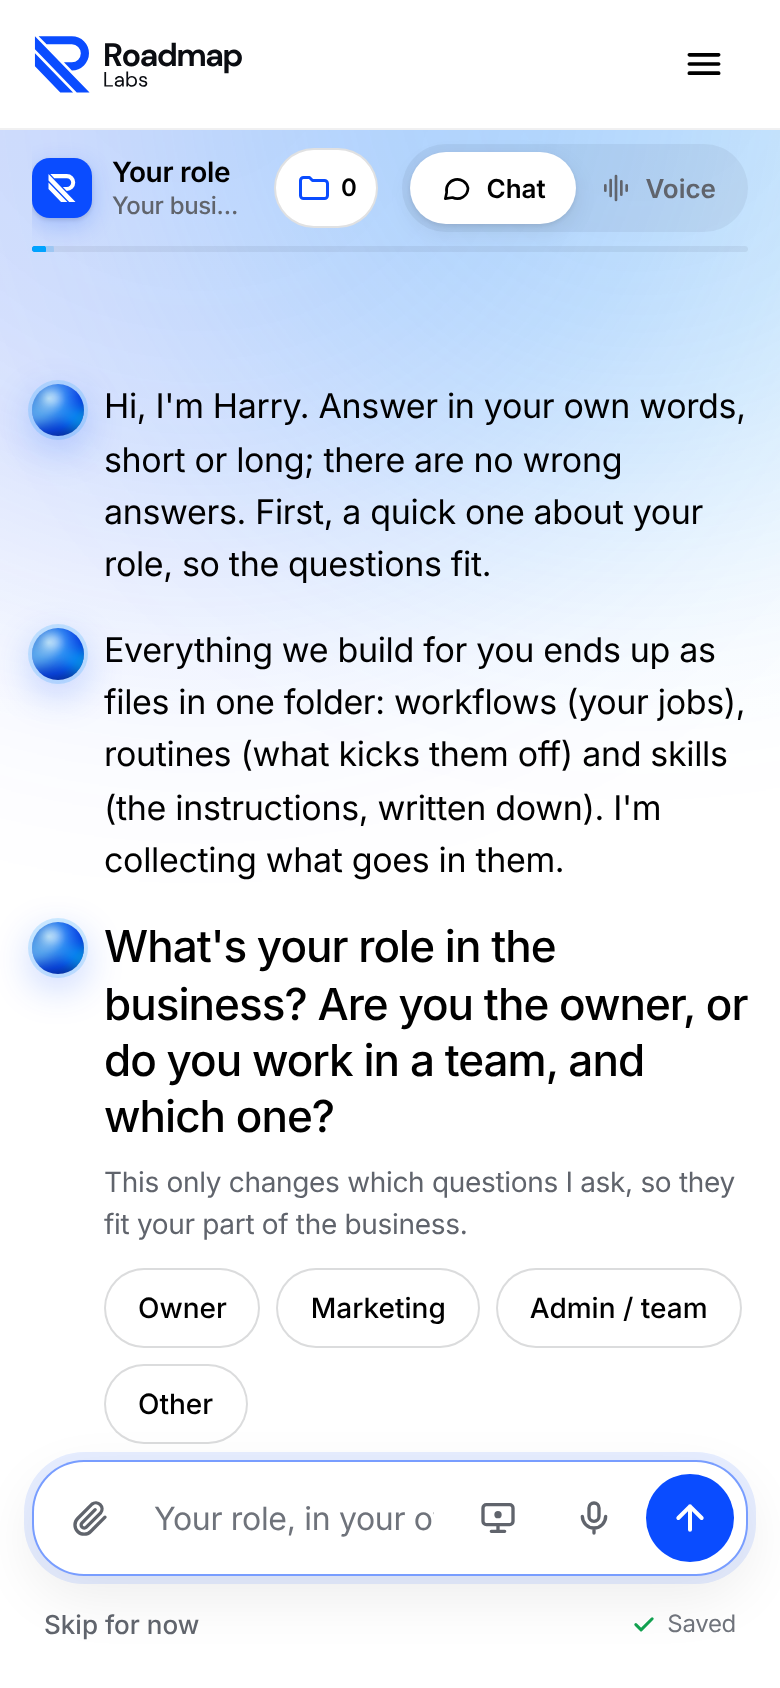 Roadmap
Labs
Your role
Your busi...
0
Chat
Voice
Hi, I'm Harry. Answer in your own words,
short or long; there are no wrong
answers. First, a quick one about your
role, so the questions fit.
Everything we build for you ends up as
files in one folder: workflows (your jobs),
routines (what kicks them off) and skills
(the instructions, written down). I'm
collecting what goes in them.
What's your role in the
business? Are you the owner, or
do you work in a team, and
which one?
This only changes which questions I ask, so they
fit your part of the business.
Owner
Marketing
Admin / team
Other
Your role, in your o
Skip for now
Saved